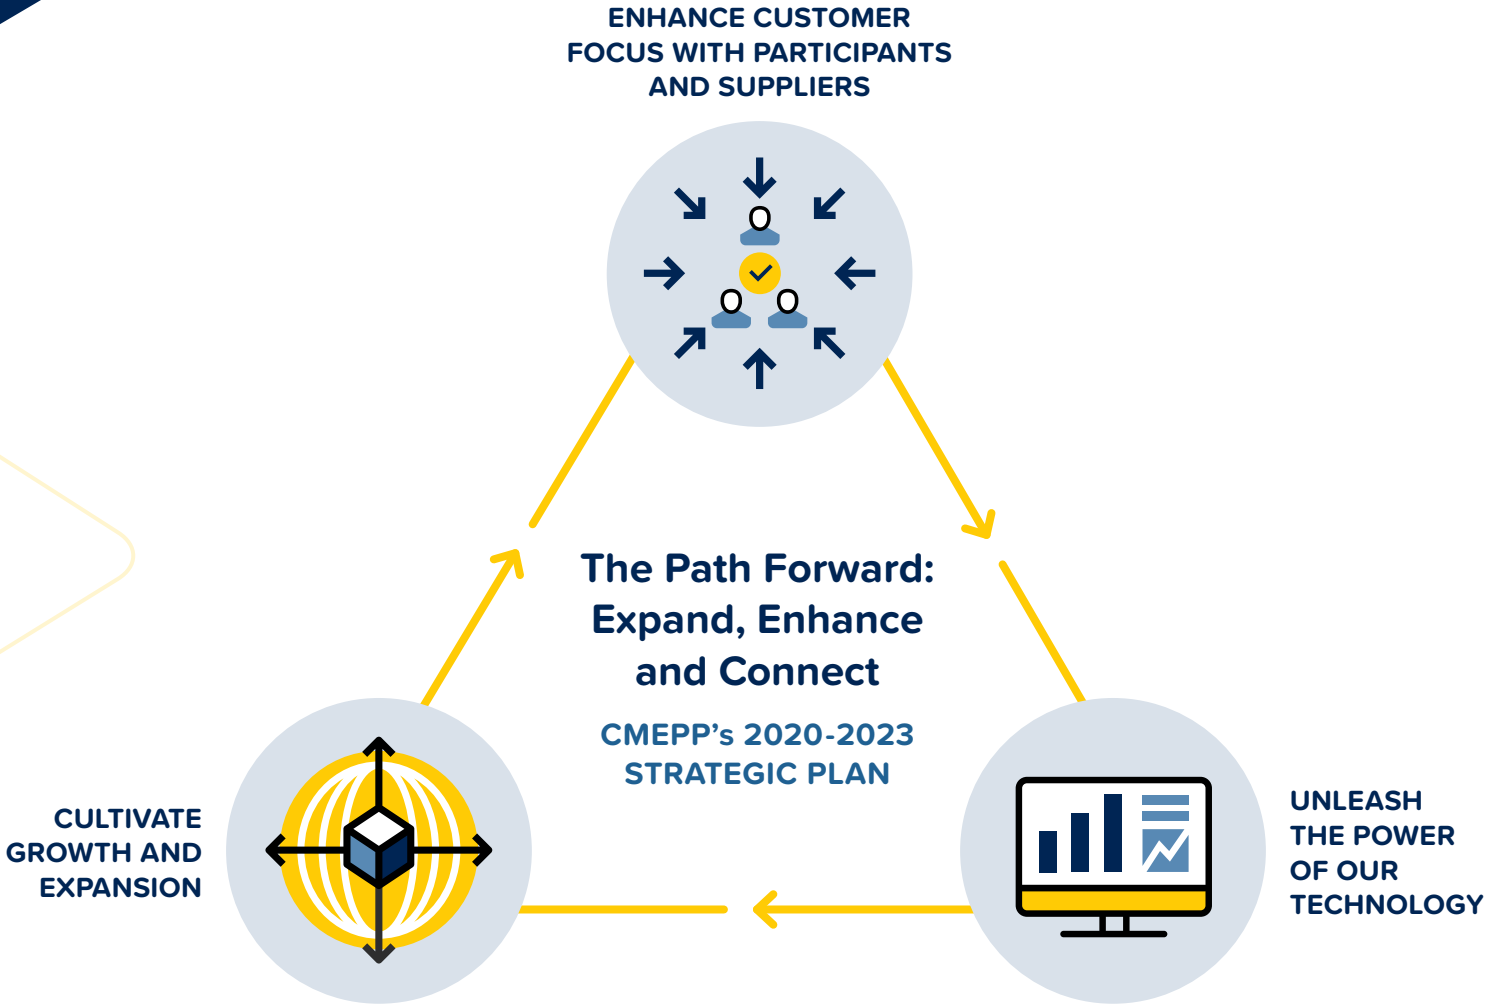 ENHANCE CUSTOMER
FOCUS WITH PARTICIPANTS
AND SUPPLIERS
The Path Forward:
Expand, Enhance
and Connect
CMEPP’s 2020-2023
STRATEGIC PLAN
CULTIVATE
GROWTH AND
EXPANSION
UNLEASH
THE POWER
OF OUR
TECHNOLOGY